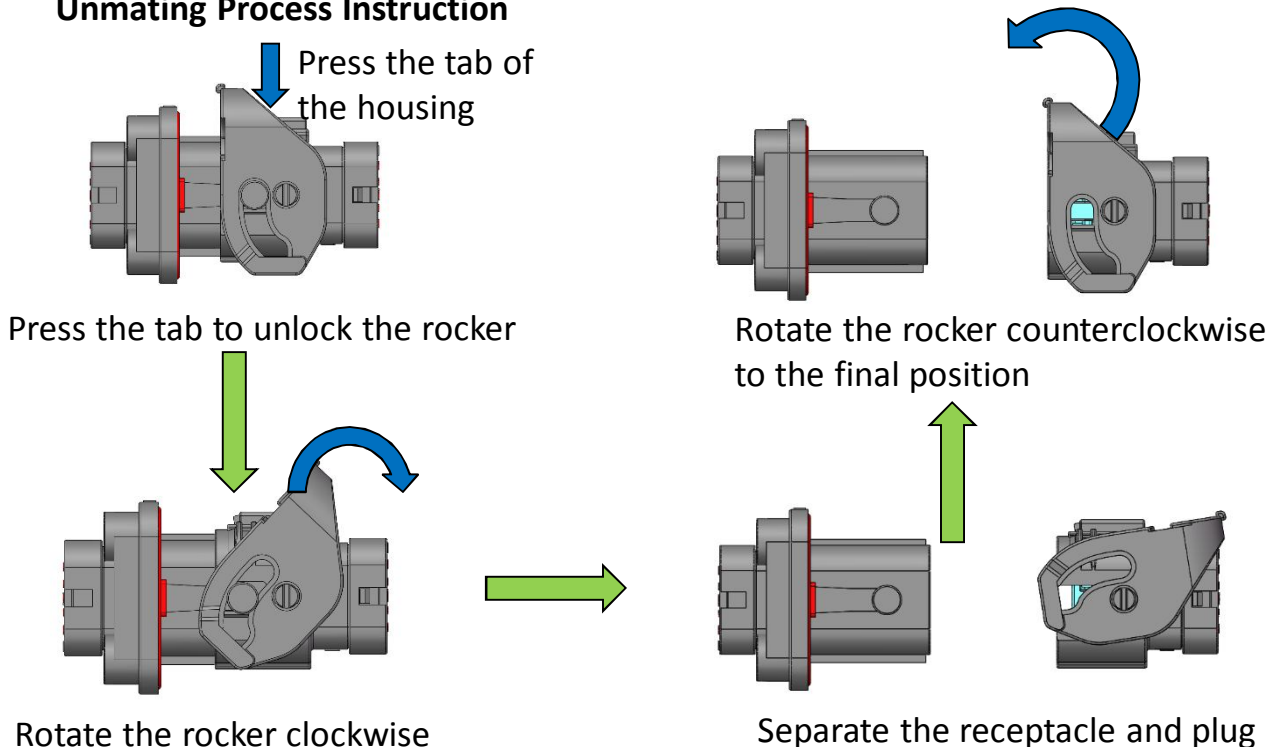 Unmating Process Instruction
Press the tab of
the housing
Press the tab to unlock the rocker
Rotate the rocker clockwise
Separate the receptacle and plug
Rotate the rocker counterclockwise
to the final position